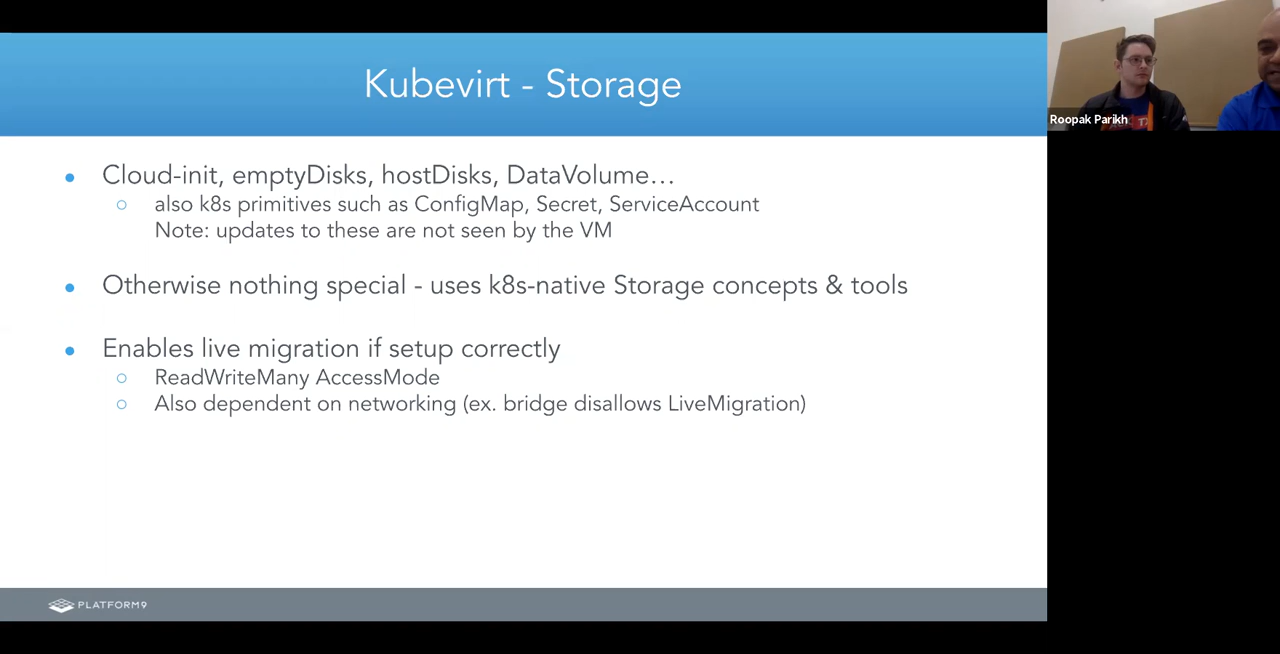 Kubevirt - Storage
Roopak Parikh
Cloud-init, emptyDisks, hostDisks, DataVolume…
also k8s primitives such as ConfigMap, Secret, ServiceAccount
Note: updates to these are not seen by the VM
Otherwise nothing special - uses k8s-native Storage concepts & tools
Enables live migration if setup correctly
ReadWriteMany AccessMode
Also dependent on networking (ex. bridge disallows LiveMigration)
PLATFORM9